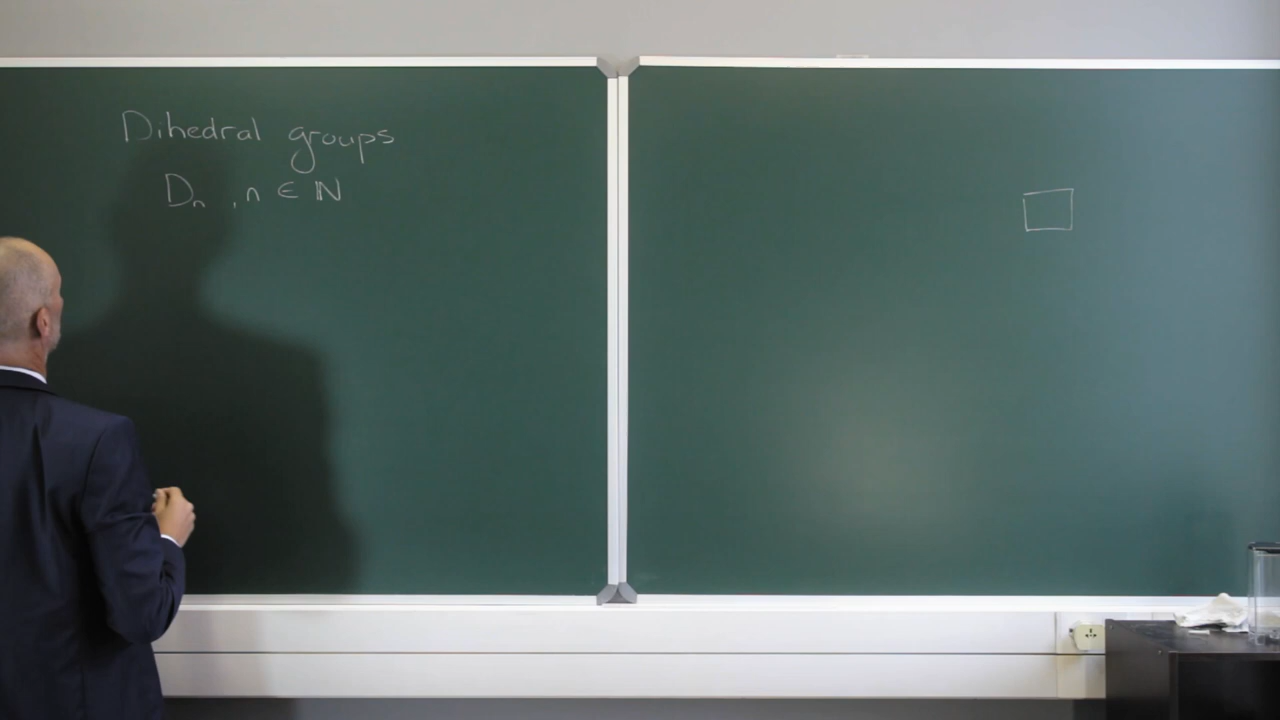 Dihedral groups
Dₙ , n ∈ ℕ